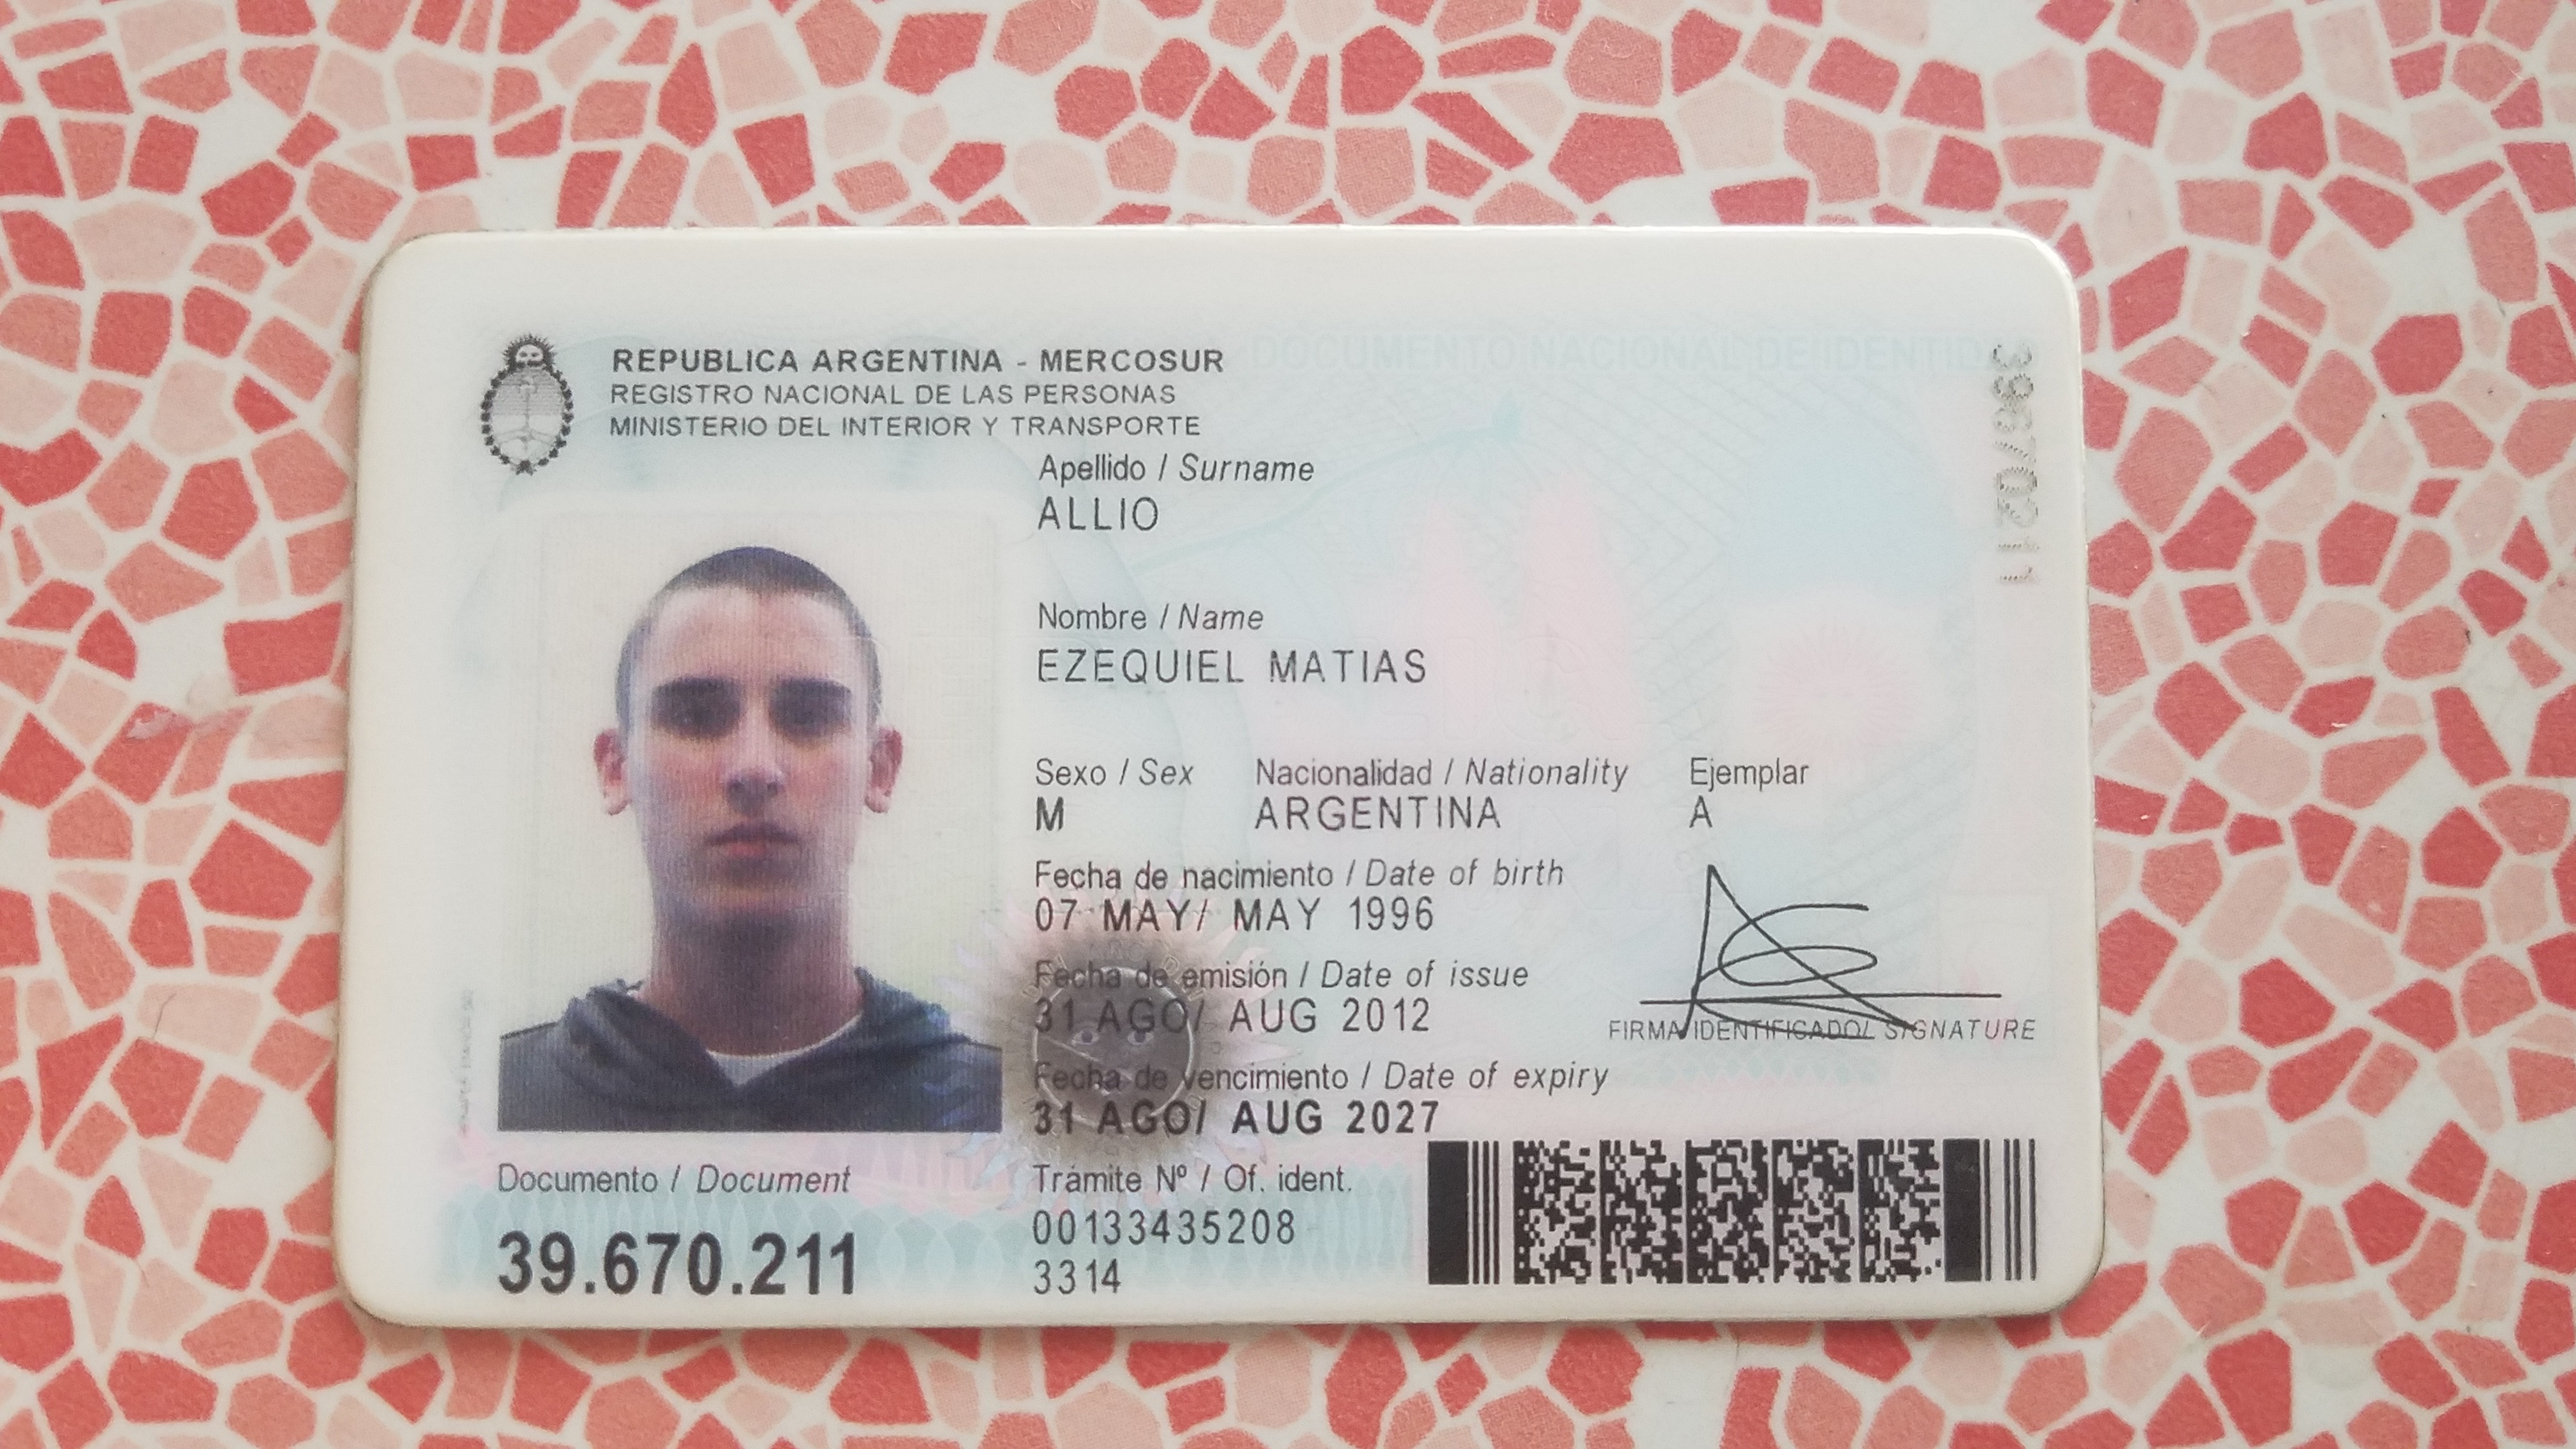 REPUBLICA ARGENTINA - MERCOSUR
REGISTRO NACIONAL DE LAS PERSONAS
MINISTERIO DEL INTERIOR Y TRANSPORTE
DOCUMENTO NACIONAL DE IDENTIDAD
39670211
Apellido / Surname
ALLIO
Nombre / Name
EZEQUIEL MATIAS
Sexo / Sex Nacionalidad / Nationality Ejemplar
M ARGENTINA A
Fecha de nacimiento / Date of birth
07 MAY/ MAY 1996
Fecha de emisión / Date of issue
31 AGO/ AUG 2012
FIRMA IDENTIFICADO/ SIGNATURE
Fecha de vencimiento / Date of expiry
31 AGO/ AUG 2027
Documento / Document
39.670.211
Trámite Nº / Of. ident.
00133435208
3314